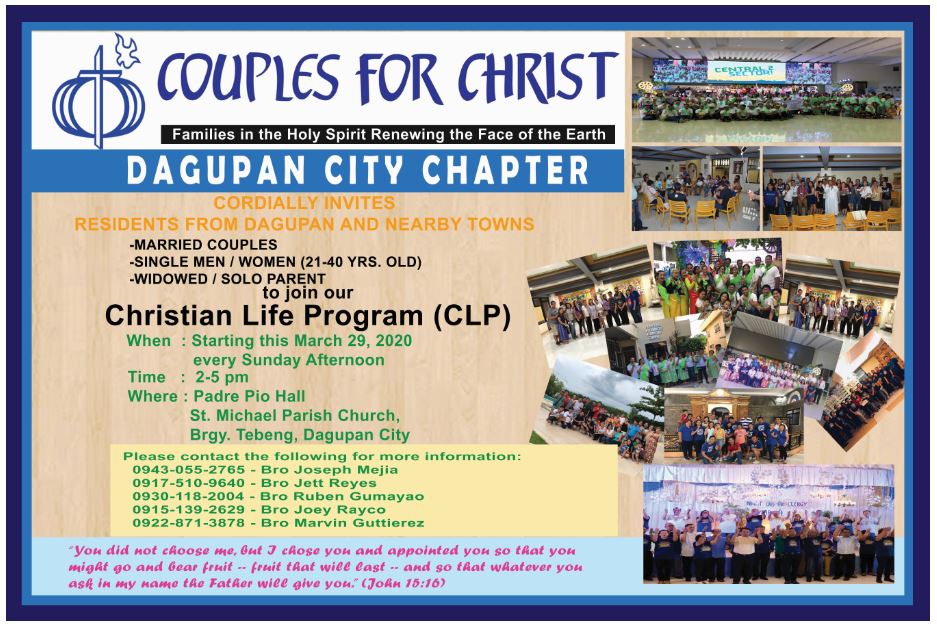 COUPLES FOR CHRIST
Families in the Holy Spirit Renewing the Face of the Earth
DAGUPAN CITY CHAPTER
CORDIALLY INVITES
RESIDENTS FROM DAGUPAN AND NEARBY TOWNS
-MARRIED COUPLES
-SINGLE MEN / WOMEN (21-40 YRS. OLD)
-WIDOWED / SOLO PARENT
to join our
Christian Life Program (CLP)
When : Starting this March 29, 2020
every Sunday Afternoon
Time : 2-5 pm
Where : Padre Pio Hall
St. Michael Parish Church,
Brgy. Tebeng, Dagupan City
Please contact the following for more information:
0943-055-2765 - Bro Joseph Mejia
0917-510-9640 - Bro Jett Reyes
0930-118-2004 - Bro Ruben Gumayao
0915-139-2629 - Bro Joey Rayco
0922-871-3878 - Bro Marvin Guttierez
"You did not choose me, but I chose you and appointed you so that you
might go and bear fruit -- fruit that will last -- and so that whatever you
ask in my name the Father will give you." (John 15:16)
CENTRAL
SECTOR
CLERGY